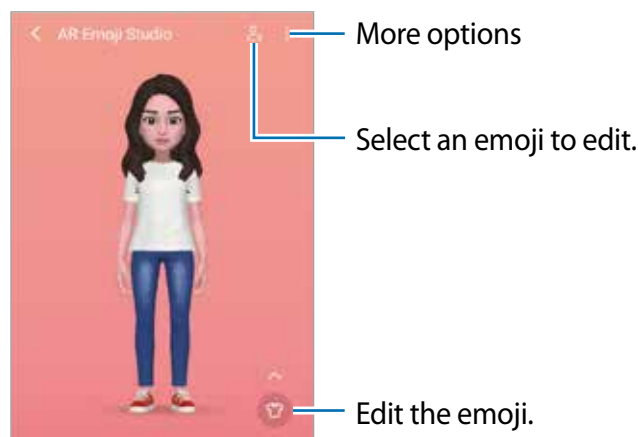 AR Emoji Studio
More options
Select an emoji to edit.
Edit the emoji.